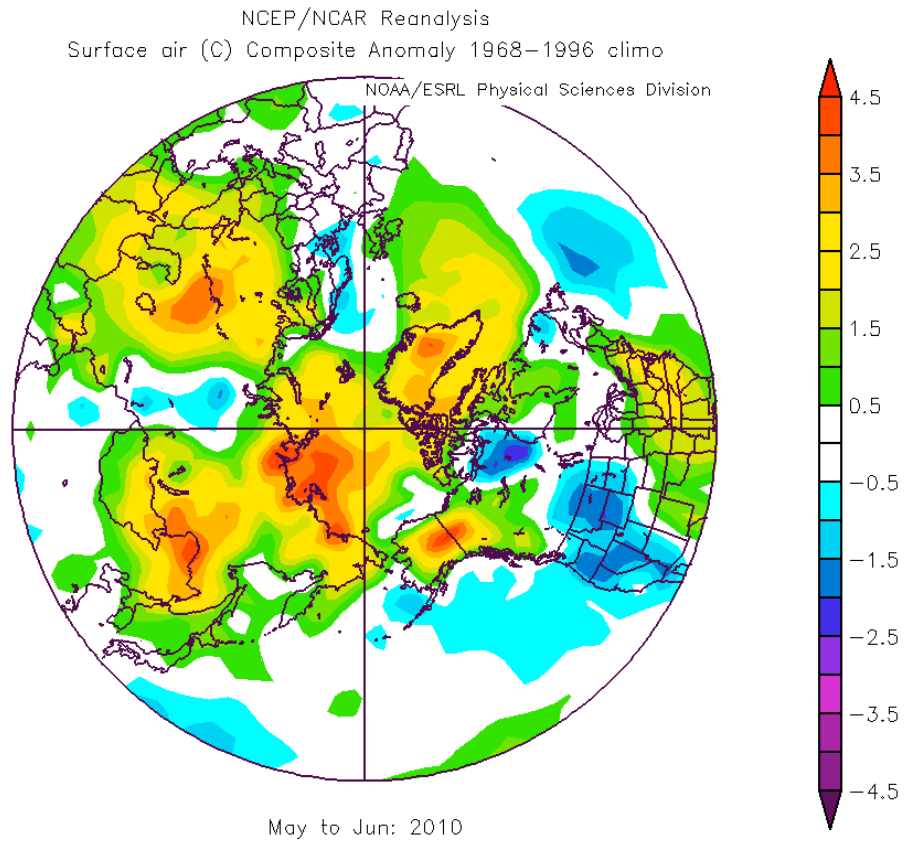 NCEP/NCAR Reanalysis
Surface air (C) Composite Anomaly 1968-1996 climo
NOAA/ESRL Physical Sciences Division
4.5
3.5
2.5
1.5
0.5
-0.5
-1.5
-2.5
-3.5
-4.5
May to Jun: 2010